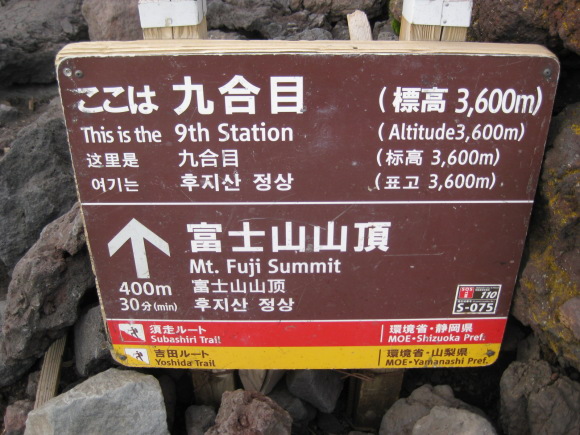 ここは 九合目 (標高 3,600m)
This is the 9th Station (Altitude3,600m)
这里是 九合目 (标高 3,600m)
여기는 후지산 정상 (표고 3,600m)
富士山山頂
Mt. Fuji Summit
400m 富士山山顶
30分(min) 후지산 정상
SOS 110
S-075
須走ルート 環境省・静岡県
Subashiri Trail MOE・Shizuoka Pref.
吉田ルート 環境省・山梨県
Yoshida Trail MOE・Yamanashi Pref.